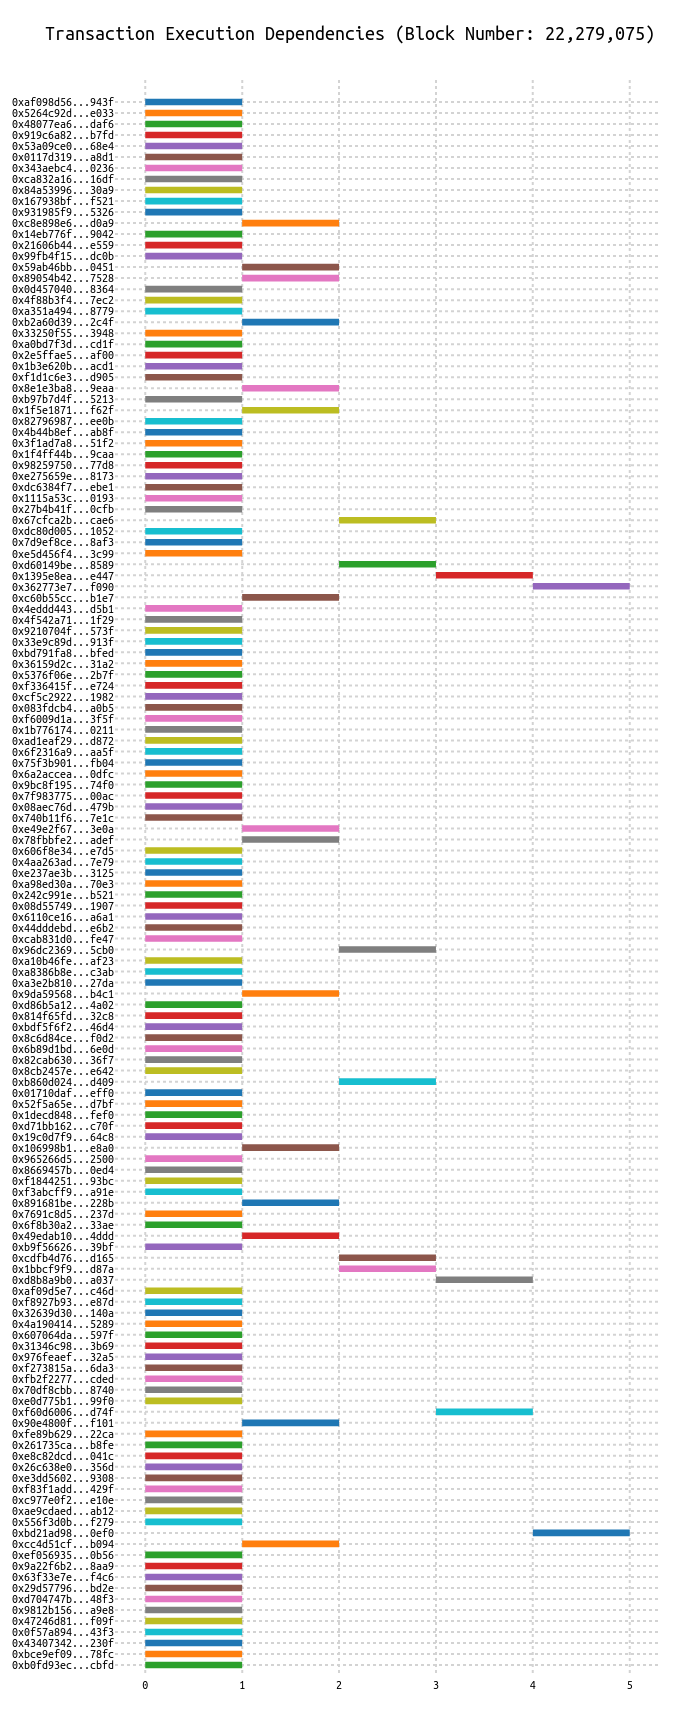 Transaction Execution Dependencies (Block Number: 22,279,075)
0xaf098d56...943f
0x5264c92d...e033
0x48077ea6...daf6
0x919c6a82...b7fd
0x53a09ce0...68e4
0x0117d319...a8d1
0x343aebc4...0236
0xca832a16...16df
0x84a53996...30a9
0x167938bf...f521
0x931985f9...5326
0xc8e898e6...d0a9
0x14eb776f...9042
0x21606b44...e559
0x99fb4f15...dc0b
0x59ab46bb...0451
0x89054b42...7528
0x0d457040...8364
0x4f88b3f4...7ec2
0xa351a494...8779
0xb2a60d39...2c4f
0x33250f55...3948
0xa0bd7f3d...cd1f
0x2e5ffae5...af00
0x1b3e620b...acd1
0xf1d1c6e3...d905
0x8e1e3ba8...9eaa
0xb97b7d4f...5213
0x1f5e1871...f62f
0x82796987...ee0b
0x4b44b8ef...ab8f
0x3f1ad7a8...51f2
0x1f4ff44b...9caa
0x98259750...77d8
0xe275659e...8173
0xdc6384f7...ebe1
0x1115a53c...0193
0x27b4b41f...0cfb
0x67cfca2b...cae6
0xdc80d005...1052
0x7d9ef8ce...8af3
0xe5d456f4...3c99
0xd60149be...8589
0x1395e8ea...e447
0x362773e7...f090
0xc60b55cc...b1e7
0x4eddd443...d5b1
0x4f542a71...1f29
0x9210704f...573f
0x33e9c89d...913f
0xbd791fa8...bfed
0x36159d2c...31a2
0x5376f06e...2b7f
0xf336415f...e724
0xcf5c2922...1982
0x083fdcb4...a0b5
0xf6009d1a...3f5f
0x1b776174...0211
0xad1eaf29...d872
0x6f2316a9...aa5f
0x75f3b901...fb04
0x6a2accea...0dfc
0x9bc8f195...74f0
0x7f983775...00ac
0x08aec76d...479b
0x740b11f6...7e1c
0xe49e2f67...3e0a
0x78fbbfe2...adef
0x606f8e34...e7d5
0x4aa263ad...7e79
0xe237ae3b...3125
0xa98ed30a...70e3
0x242c991e...b521
0x08d55749...1907
0x6110ce16...a6a1
0x44dddebd...e6b2
0xcab831d0...fe47
0x96dc2369...5cb0
0xa10b46fe...af23
0xa8386b8e...c3ab
0xa3e2b810...27da
0x9da59568...b4c1
0xd86b5a12...4a02
0x814f65fd...32c8
0xbdf5f6f2...46d4
0x8c6d84ce...f0d2
0x6b89d1bd...6e0d
0x82cab630...36f7
0x8cb2457e...e642
0xb860d024...d409
0x01710daf...eff0
0x52f5a65e...d7bf
0x1decd848...fef0
0xd71bb162...c70f
0x19c0d7f9...64c8
0x106998b1...e8a0
0x965266d5...2500
0x8669457b...0ed4
0xf1844251...93bc
0xf3abcff9...a91e
0x891681be...228b
0x7691c8d5...237d
0x6f8b30a2...33ae
0x49edab10...4ddd
0xb9f56626...39bf
0xcdfb4d76...d165
0x1bbcf9f9...d87a
0xd8b8a9b0...a037
0xaf09d5e7...c46d
0xf8927b93...e87d
0x32639d30...140a
0x4a190414...5289
0x607064da...597f
0x31346c98...3b69
0x976feaef...32a5
0xf273815a...6da3
0xfb2f2277...cded
0x70df8cbb...8740
0xe0d775b1...99f0
0xf60d6006...d74f
0x90e4800f...f101
0xfe89b629...22ca
0x261735ca...b8fe
0xe8c82dcd...041c
0x26c638e0...356d
0xe3dd5602...9308
0xf83f1add...429f
0xc977e0f2...e10e
0xae9cdaed...ab12
0x556f3d0b...f279
0xbd21ad98...0ef0
0xcc4d51cf...b094
0xef056935...0b56
0x9a22f6b2...8aa9
0x63f33e7e...f4c6
0x29d57796...bd2e
0xd704747b...48f3
0x9812b156...a9e8
0x47246d81...f09f
0x0f57a894...43f3
0x43407342...230f
0xbce9ef09...78fc
0xb0fd93ec...cbfd
0 1 2 3 4 5